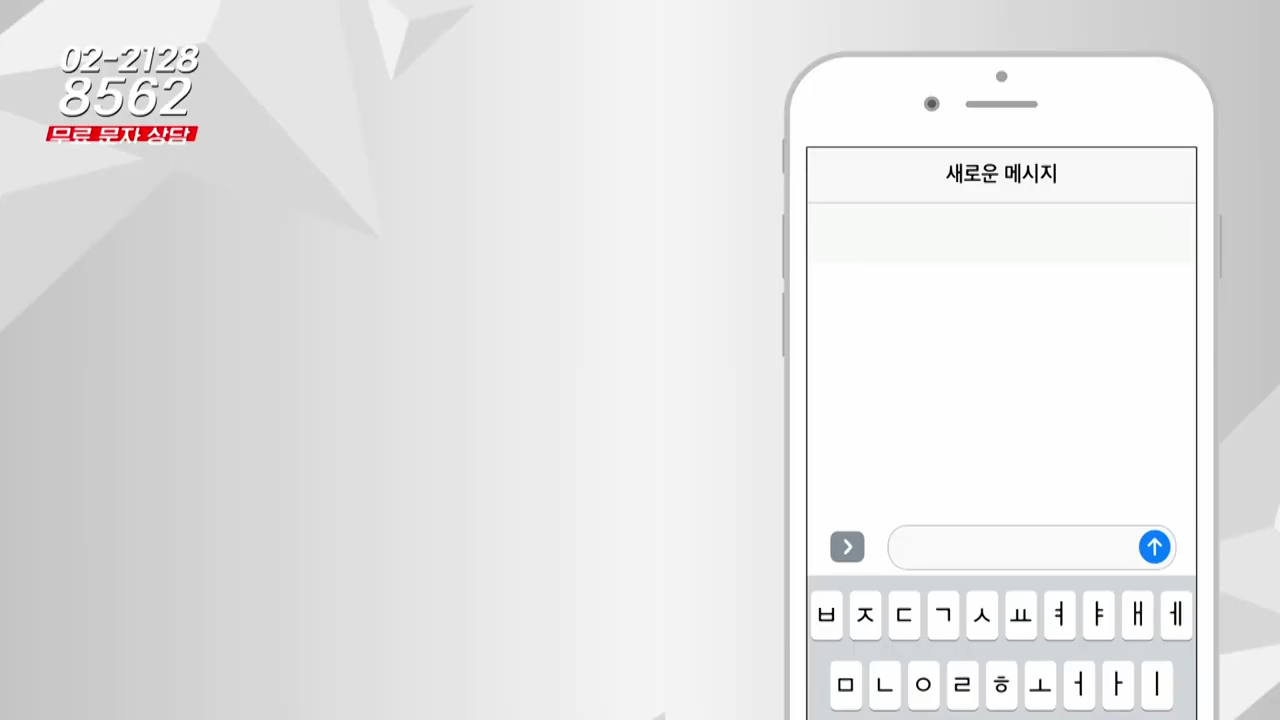 02-2128
8562
무료 문자 상담
새로운 메시지
ㅂ ㅈ ㄷ ㄱ ㅅ ㅛ ㅕ ㅑ ㅐ ㅔ
ㅁ ㄴ ㅇ ㄹ ㅎ ㅗ ㅓ ㅏ ㅣ